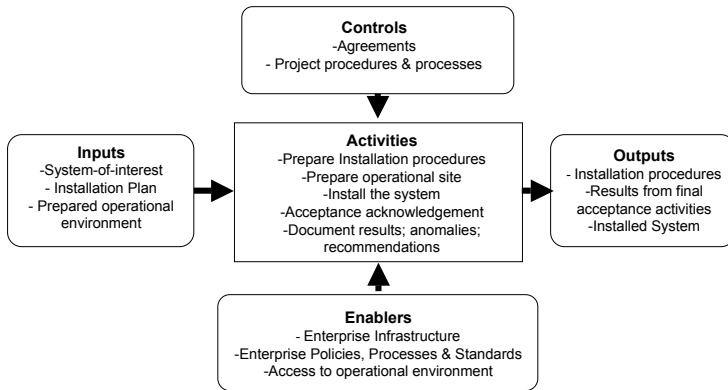 Controls
-Agreements
- Project procedures & processes
Inputs
-System-of-interest
- Installation Plan
- Prepared operational
environment
Activities
-Prepare Installation procedures
-Prepare operational site
-Install the system
-Acceptance acknowledgement
-Document results; anomalies;
recommendations
Outputs
- Installation procedures
-Results from final
acceptance activities
-Installed System
Enablers
- Enterprise Infrastructure
-Enterprise Policies, Processes & Standards
-Access to operational environment